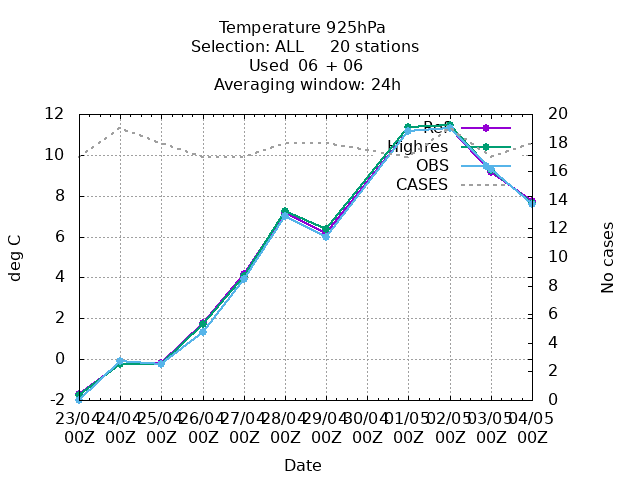 Temperature 925hPa
Selection: ALL 20 stations
Used 06 + 06
Averaging window: 24h
deg C
12
10
8
6
4
2
0
-2
20
18
16
14
12
10
8
6
4
2
0
No cases
Ref
highres
OBS
CASES
23/04 24/04 25/04 26/04 27/04 28/04 29/04 30/04 01/05 02/05 03/05 04/05
00Z 00Z 00Z 00Z 00Z 00Z 00Z 00Z 00Z 00Z 00Z 00Z
Date